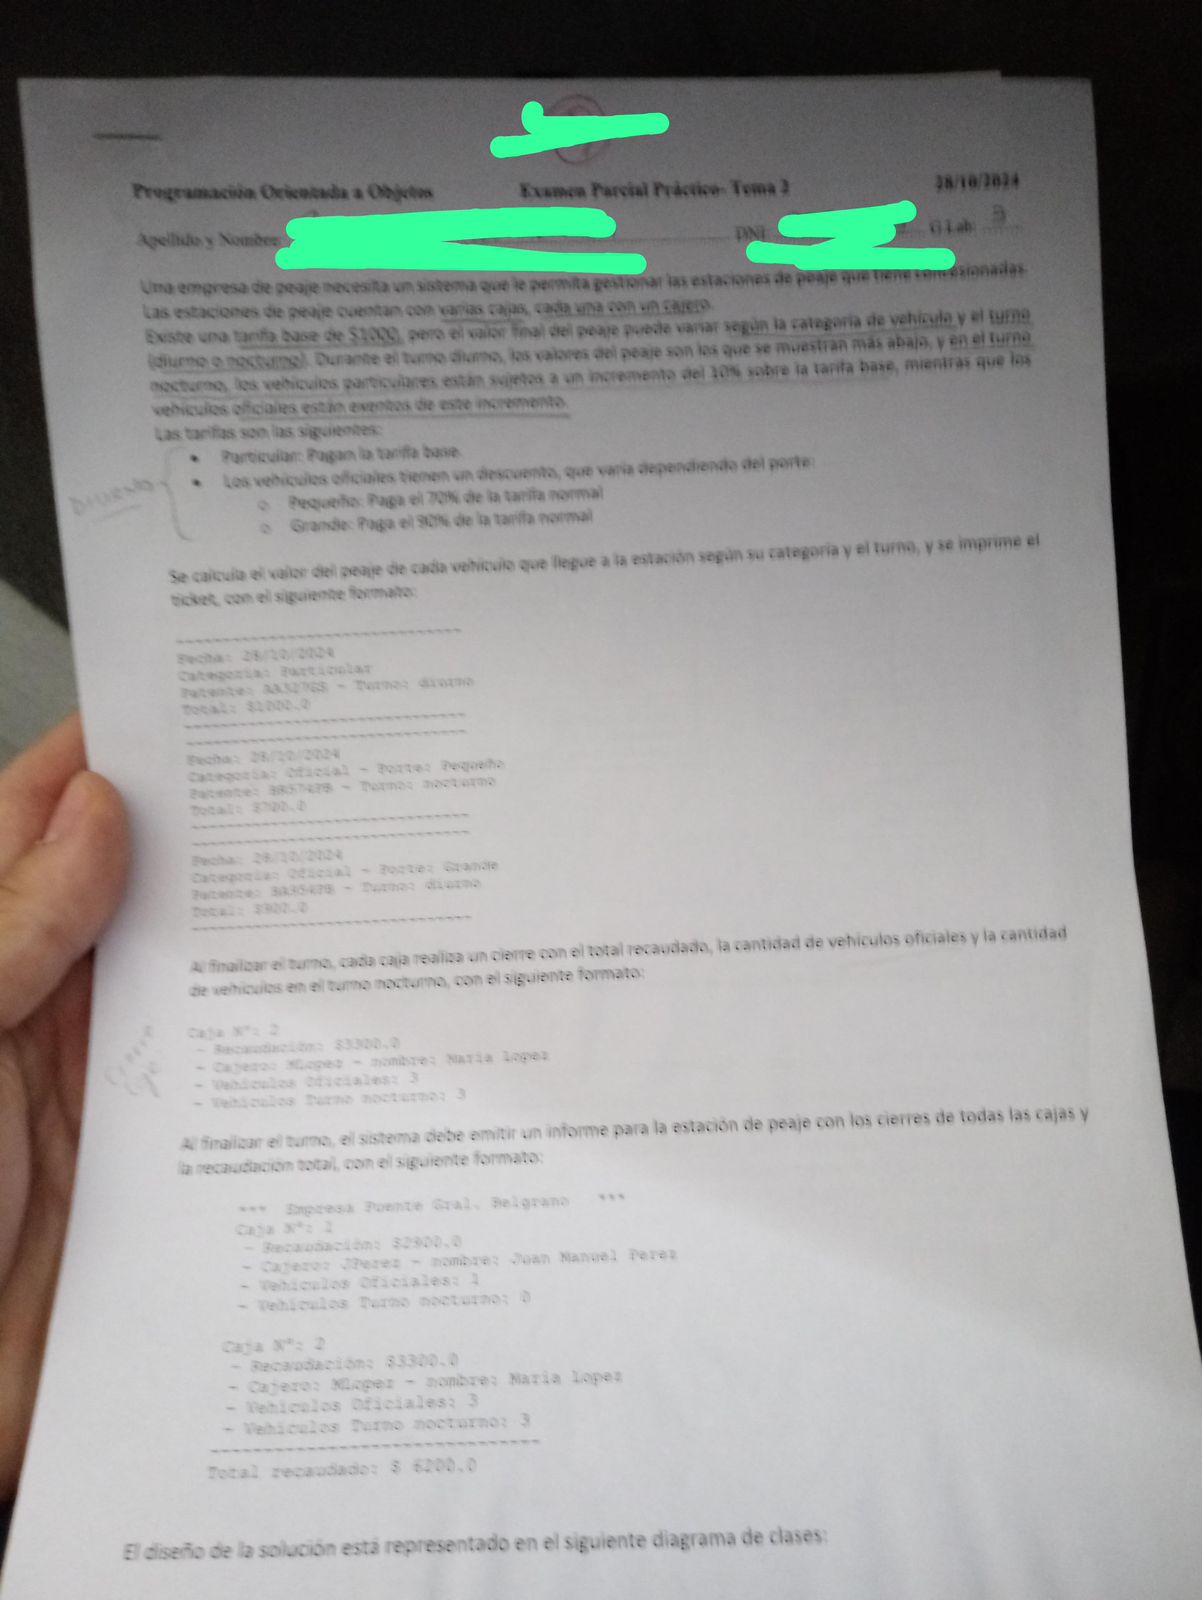 Programación Orientada a Objetos Examen Parcial Práctico- Tema 2 28/10/2024
Apellido y Nombre: DNI G Lab:
Una empresa de peaje necesita un sistema que le permita gestionar las estaciones de peaje que tiene concesionadas.
Las estaciones de peaje cuentan con varias cajas, cada una con un cajero.
Existe una tarifa base de $1000, pero el valor final del peaje puede variar según la categoría de vehículo y el turno
(diurno o nocturno). Durante el turno diurno, los valores del peaje son los que se muestran más abajo, y en el turno
nocturno, los vehículos particulares están sujetos a un incremento del 10% sobre la tarifa base, mientras que los
vehículos oficiales están exentos de este incremento.
Las tarifas son las siguientes:
• Particular: Pagan la tarifa base.
DIURNO
• Los vehículos oficiales tienen un descuento, que varía dependiendo del porte:
o Pequeño: Paga el 70% de la tarifa normal
o Grande: Paga el 90% de la tarifa normal
Se calcula el valor del peaje de cada vehículo que llegue a la estación según su categoría y el turno, y se imprime el
ticket, con el siguiente formato:
Fecha: 28/10/2024
Categoría: Particular
Patente: - Turno: diurno
Total: $1000.0
Fecha: 28/10/2024
Categoría: Oficial - Porte: Pequeño
Patente: - Turno: nocturno
Total: $700.0
Fecha: 28/10/2024
Categoría: Oficial - Porte: Grande
Patente: - Turno: diurno
Total: $900.0
Al finalizar el turno, cada caja realiza un cierre con el total recaudado, la cantidad de vehículos oficiales y la cantidad
de vehículos en el turno nocturno, con el siguiente formato:
Caja N°: 2
- Recaudación: $3300.0
- Cajero: MLopez - nombre: Maria Lopez
- Vehículos Oficiales: 3
- Vehículos Turno nocturno: 3
Al finalizar el turno, el sistema debe emitir un informe para la estación de peaje con los cierres de todas las cajas y
la recaudación total, con el siguiente formato:
*** Empresa Puente Gral. Belgrano ***
Caja N°: 1
- Recaudación: $2900.0
- Cajero: JPerez - nombre: Juan Manuel Perez
- Vehículos Oficiales: 1
- Vehículos Turno nocturno: 0
Caja N°: 2
- Recaudación: $3300.0
- Cajero: MLopez - nombre: Maria Lopez
- Vehículos Oficiales: 3
- Vehículos Turno nocturno: 3
Total recaudado: $ 6200.0
El diseño de la solución está representado en el siguiente diagrama de clases: